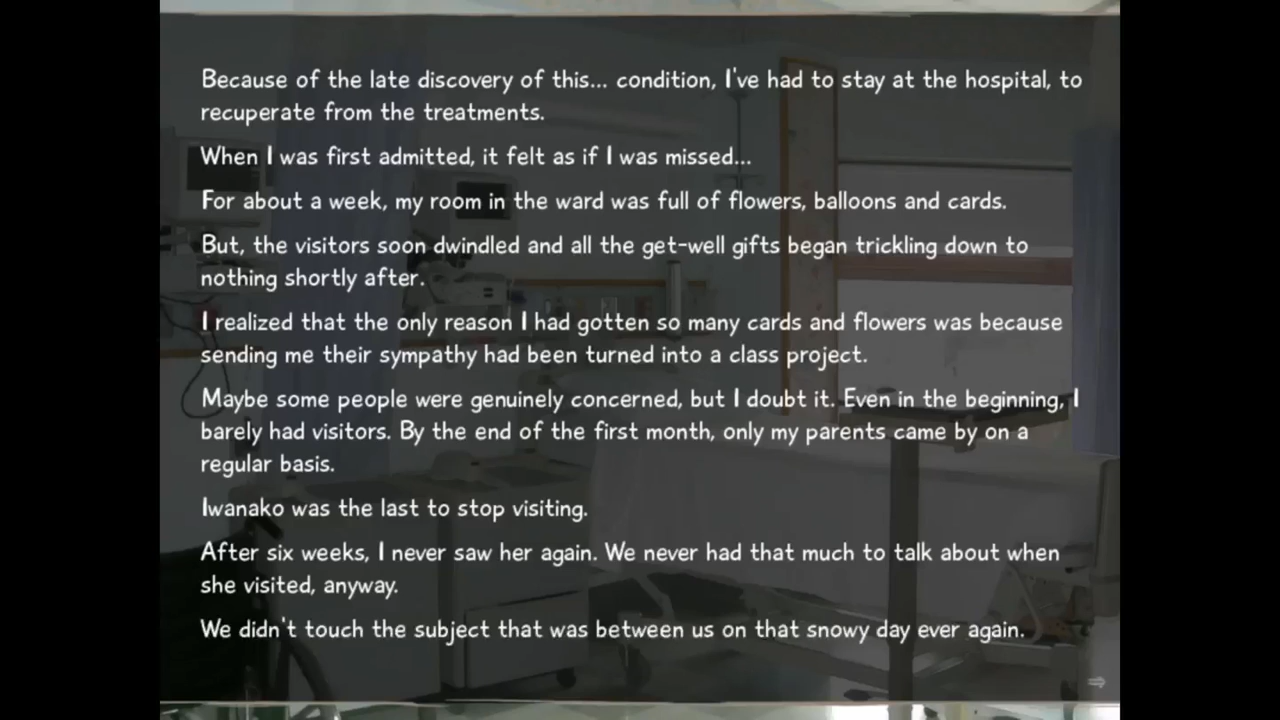 Because of the late discovery of this... condition, I've had to stay at the hospital, to
recuperate from the treatments.
When I was first admitted, it felt as if I was missed...
For about a week, my room in the ward was full of flowers, balloons and cards.
But, the visitors soon dwindled and all the get-well gifts began trickling down to
nothing shortly after.
I realized that the only reason I had gotten so many cards and flowers was because
sending me their sympathy had been turned into a class project.
Maybe some people were genuinely concerned, but I doubt it. Even in the beginning, I
barely had visitors. By the end of the first month, only my parents came by on a
regular basis.
Iwanako was the last to stop visiting.
After six weeks, I never saw her again. We never had that much to talk about when
she visited, anyway.
We didn't touch the subject that was between us on that snowy day ever again.